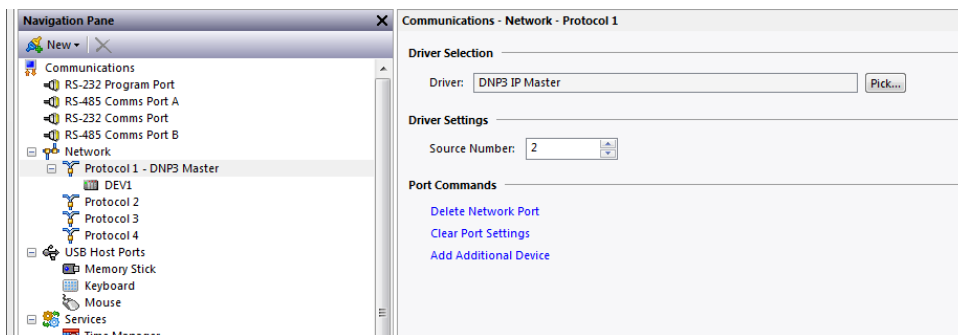 Navigation Pane
New
Communications
RS-232 Program Port
RS-485 Comms Port A
RS-232 Comms Port
RS-485 Comms Port B
Network
Protocol 1 - DNP3 Master
DEV1
Protocol 2
Protocol 3
Protocol 4
USB Host Ports
Memory Stick
Keyboard
Mouse
Services
Time Manager
Communications - Network - Protocol 1
Driver Selection
Driver: DNP3 IP Master Pick...
Driver Settings
Source Number: 2
Port Commands
Delete Network Port
Clear Port Settings
Add Additional Device